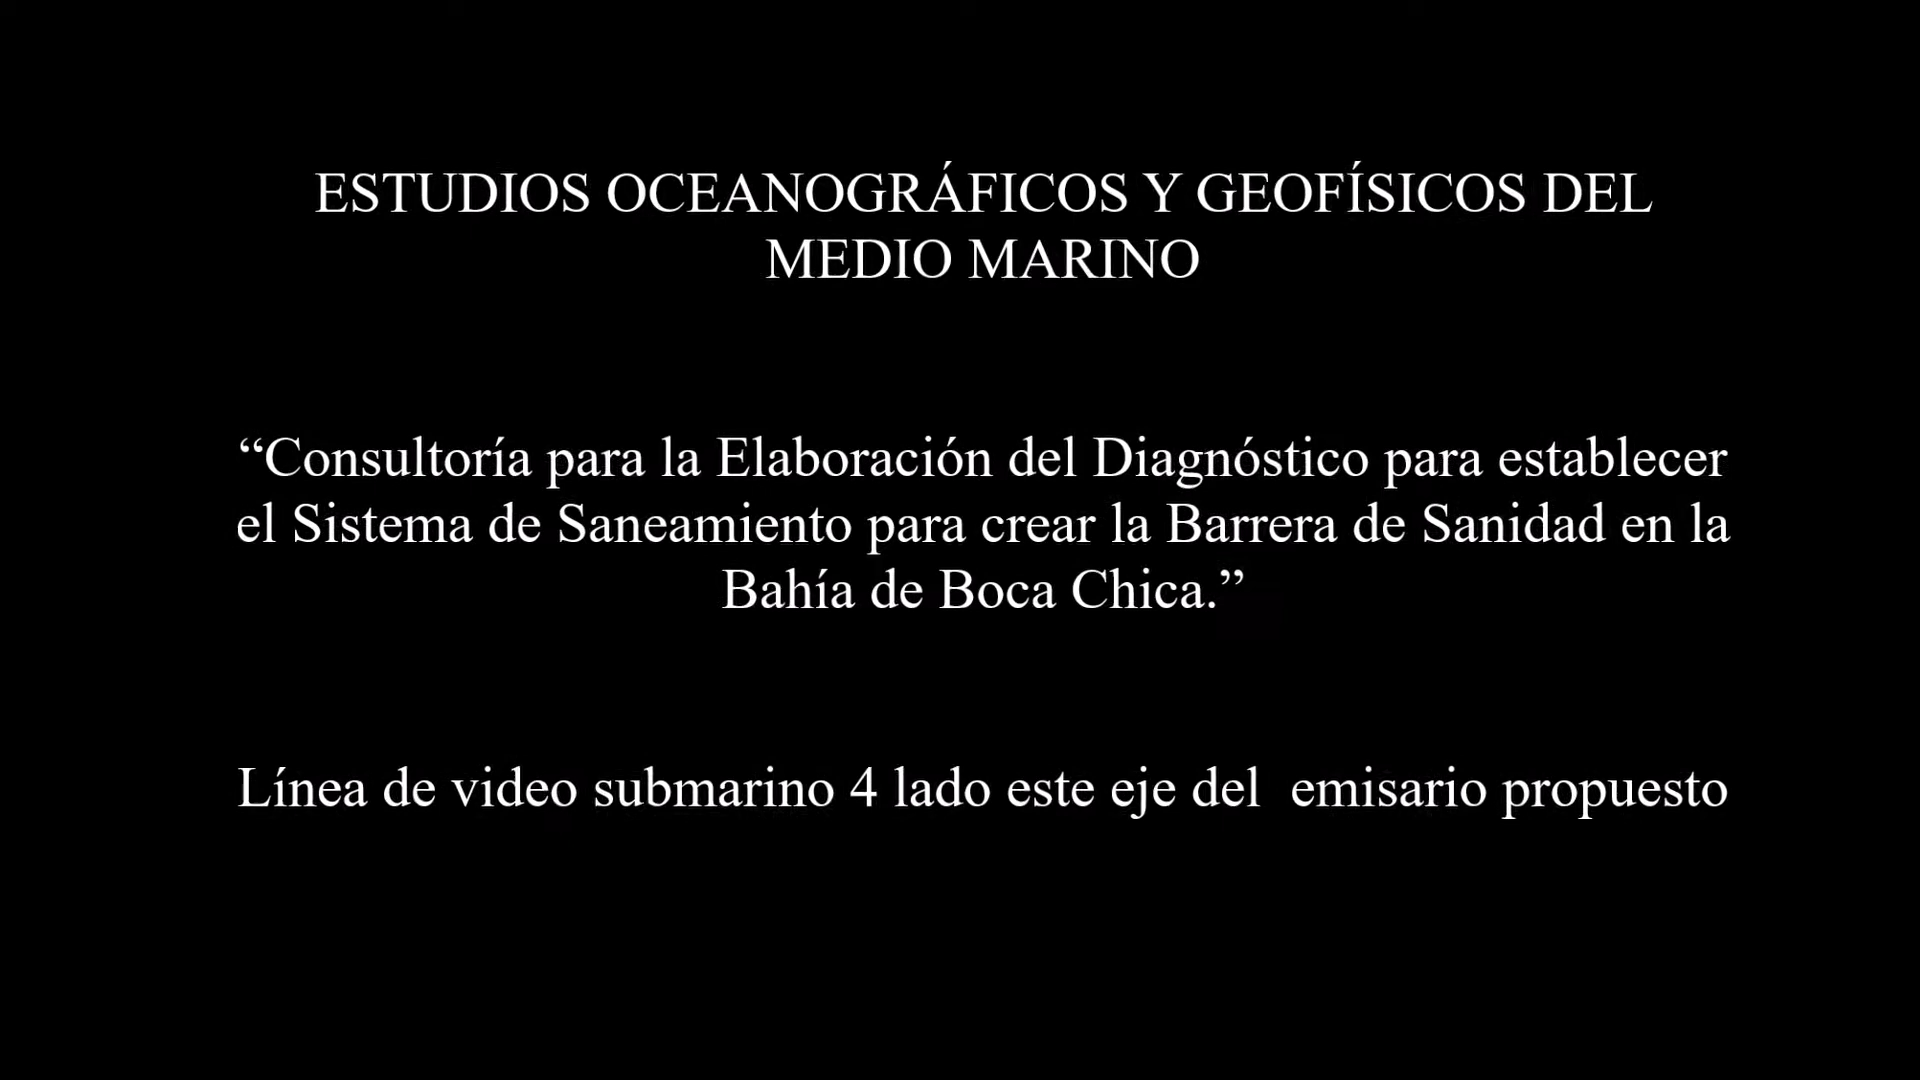 ESTUDIOS OCEANOGRÁFICOS Y GEOFÍSICOS DEL
MEDIO MARINO
“Consultoría para la Elaboración del Diagnóstico para establecer
el Sistema de Saneamiento para crear la Barrera de Sanidad en la
Bahía de Boca Chica.”
Línea de video submarino 4 lado este eje del  emisario propuesto